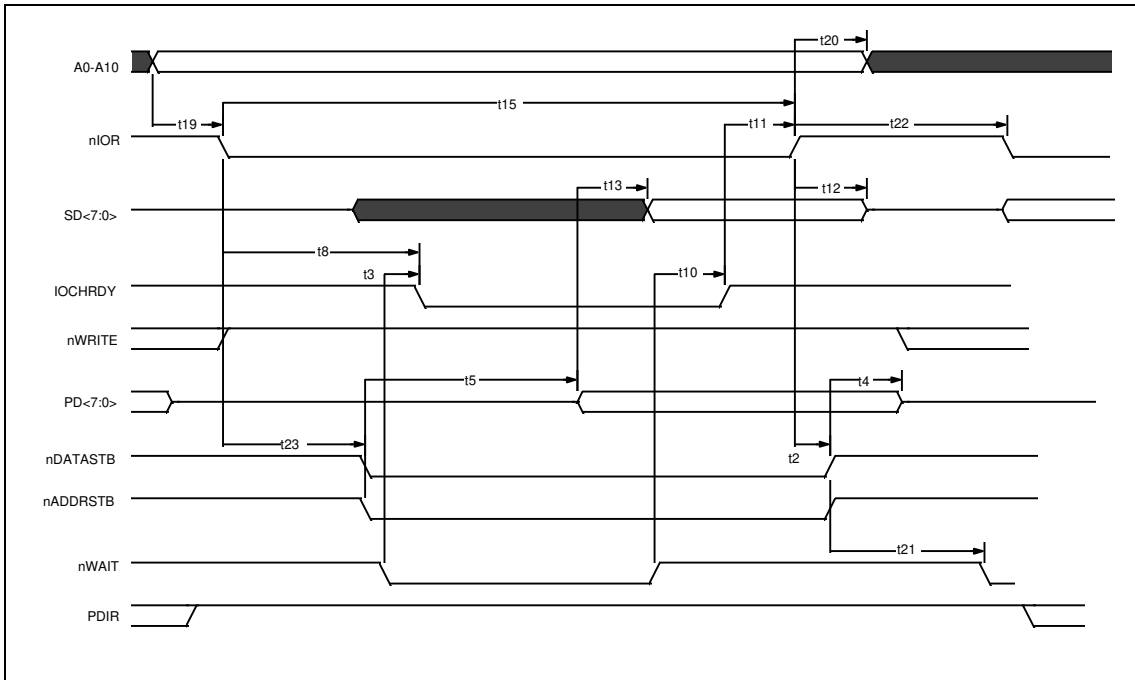 t20
A0-A10
t15
t19
t11
t22
nIOR
t13
t12
SD<7:0>
t8
t3
t10
IOCHRDY
nWRITE
t5
t4
PD<7:0>
t23
t2
nDATASTB
nADDRSTB
t21
nWAIT
PDIR